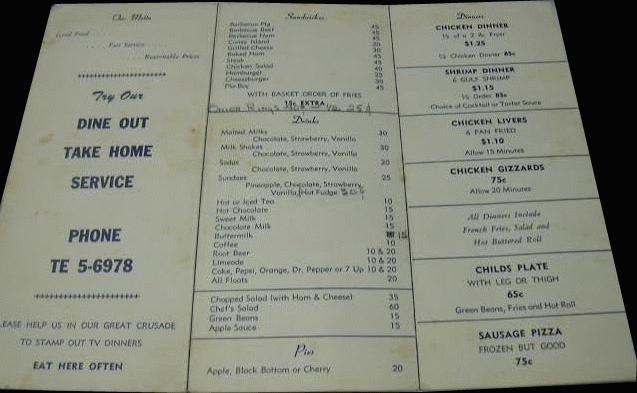 Our Motto
Good Food . . . .
. . . . Fast Service . . . .
. . . . Reasonable Prices
Try Our
DINE OUT
TAKE HOME
SERVICE
PHONE
TE 5-6978
EASE HELP US IN OUR GREAT CRUSADE
TO STAMP OUT TV DINNERS
EAT HERE OFTEN
Sandwiches
Barbecue Pig 45
Barbecue Beef 45
Barbecue Ham 45
Coney Island 20
Grilled Cheese 30
Baked Ham 45
Steak 45
Chicken Salad 40
Hamburger 25
Cheeseburger 30
Po-Boy 45
WITH BASKET ORDER OF FRIES
15c EXTRA
Onion Rings 25¢
Drinks
Malted Milks 30
Chocolate, Strawberry, Vanilla
Milk Shakes 30
Chocolate, Strawberry, Vanilla
Sodas 20
Chocolate, Strawberry, Vanilla
Sundaes 25
Pineapple, Chocolate, Strawberry,
Vanilla, Hot Fudge
Hot or Iced Tea 10
Hot Chocolate 15
Sweet Milk 15
Chocolate Milk 15
Buttermilk 15
Coffee 10
Root Beer 10 & 20
Limeade 10 & 20
Coke, Pepsi, Orange, Dr. Pepper or 7 Up 10 & 20
All Floats 20
Chopped Salad (with Ham & Cheese) 35
Chef's Salad 60
Green Beans 15
Apple Sauce 15
Pies
Apple, Black Bottom or Cherry 20
Dinners
CHICKEN DINNER
½ of a 2 lb. Fryer
$1.25
¼ Chicken Dinner 85c
SHRIMP DINNER
6 GULF SHRIMP
$1.15
½ Order 85c
Choice of Cocktail or Tartar Sauce
CHICKEN LIVERS
6 PAN FRIED
$1.10
Allow 15 Minutes
CHICKEN GIZZARDS
75c
Allow 20 Minutes
All Dinners Include
French Fries, Salad and
Hot Buttered Roll
CHILDS PLATE
WITH LEG OR THIGH
65c
Green Beans, Fries and Hot Roll
SAUSAGE PIZZA
FROZEN BUT GOOD
75c